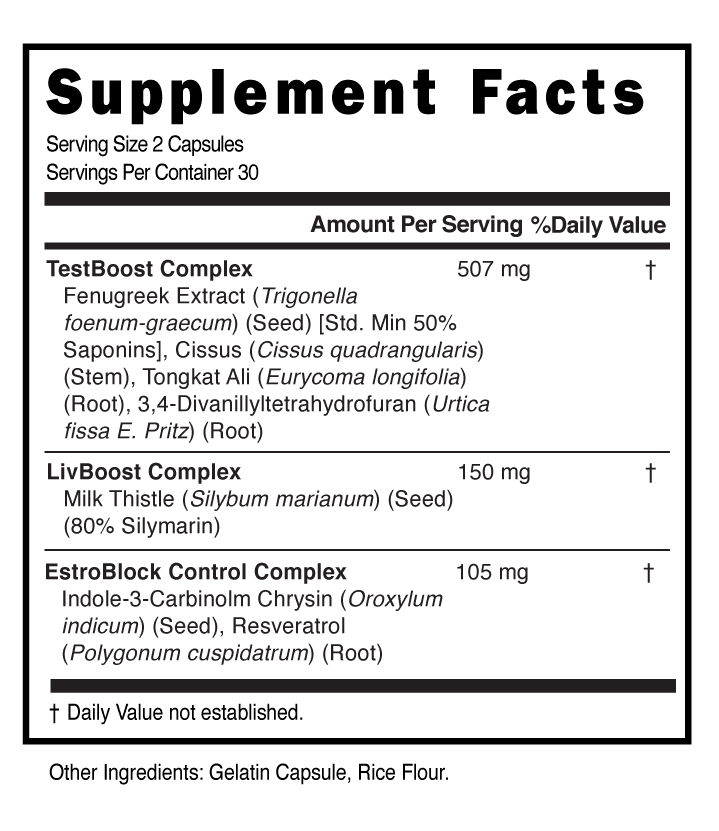 Supplement Facts
Serving Size 2 Capsules
Servings Per Container 30
Amount Per Serving %Daily Value
TestBoost Complex 507 mg †
Fenugreek Extract (Trigonella
foenum-graecum) (Seed) [Std. Min 50%
Saponins], Cissus (Cissus quadrangularis)
(Stem), Tongkat Ali (Eurycoma longifolia)
(Root), 3,4-Divanillyltetrahydrofuran (Urtica
fissa E. Pritz) (Root)
LivBoost Complex 150 mg †
Milk Thistle (Silybum marianum) (Seed)
(80% Silymarin)
EstroBlock Control Complex 105 mg †
Indole-3-Carbinolm Chrysin (Oroxylum
indicum) (Seed), Resveratrol
(Polygonum cuspidatrum) (Root)
† Daily Value not established.
Other Ingredients: Gelatin Capsule, Rice Flour.